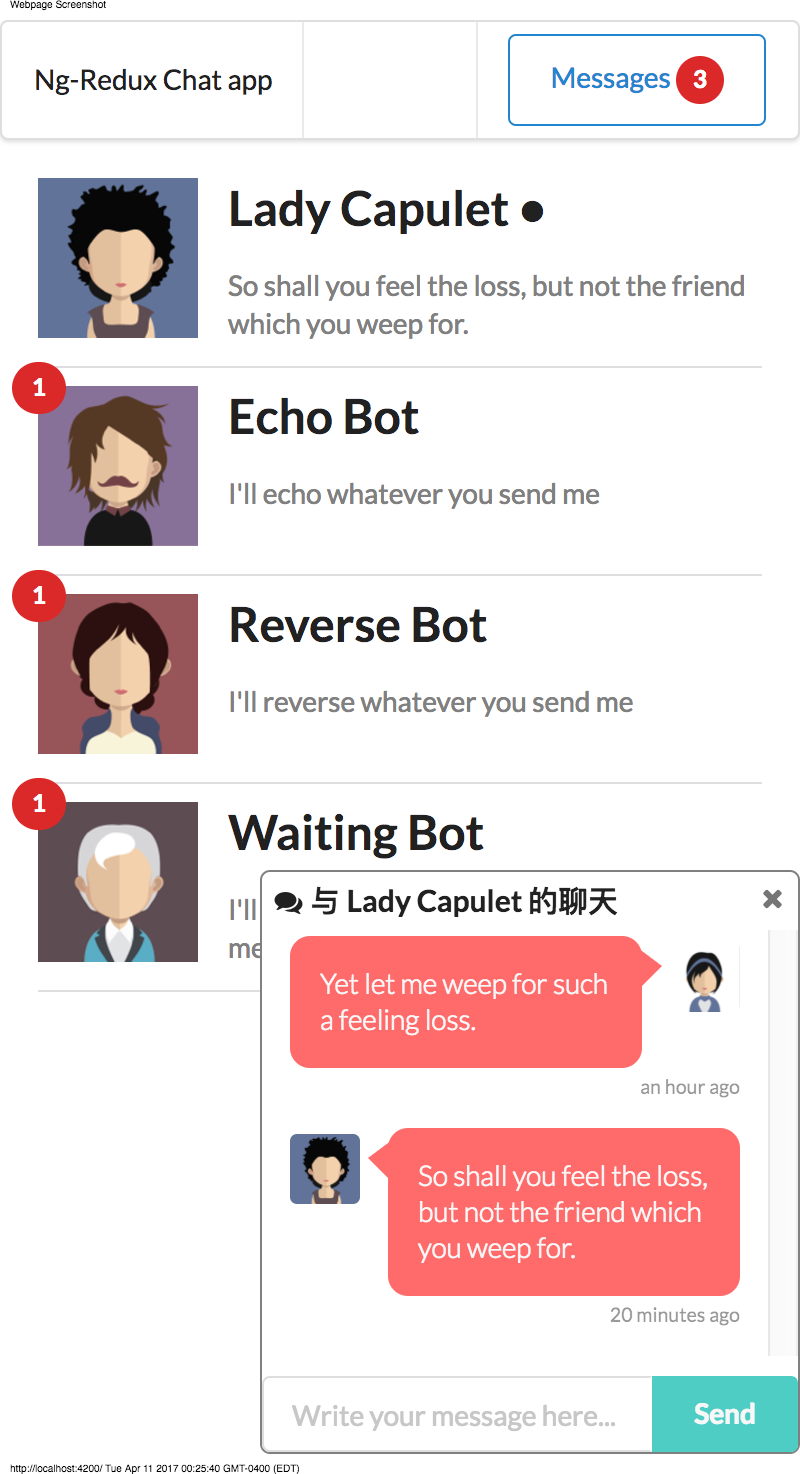 Webpage Screenshot
Ng-Redux Chat app
Messages 3
Lady Capulet ●
So shall you feel the loss, but not the friend
which you weep for.
1
Echo Bot
I'll echo whatever you send me
1
Reverse Bot
I'll reverse whatever you send me
1
Waiting Bot
I'll
me
与 Lady Capulet 的聊天
Yet let me weep for such
a feeling loss.
an hour ago
So shall you feel the loss,
but not the friend which
you weep for.
20 minutes ago
Write your message here...
Send
http://localhost:4200/ Tue Apr 11 2017 00:25:40 GMT-0400 (EDT)